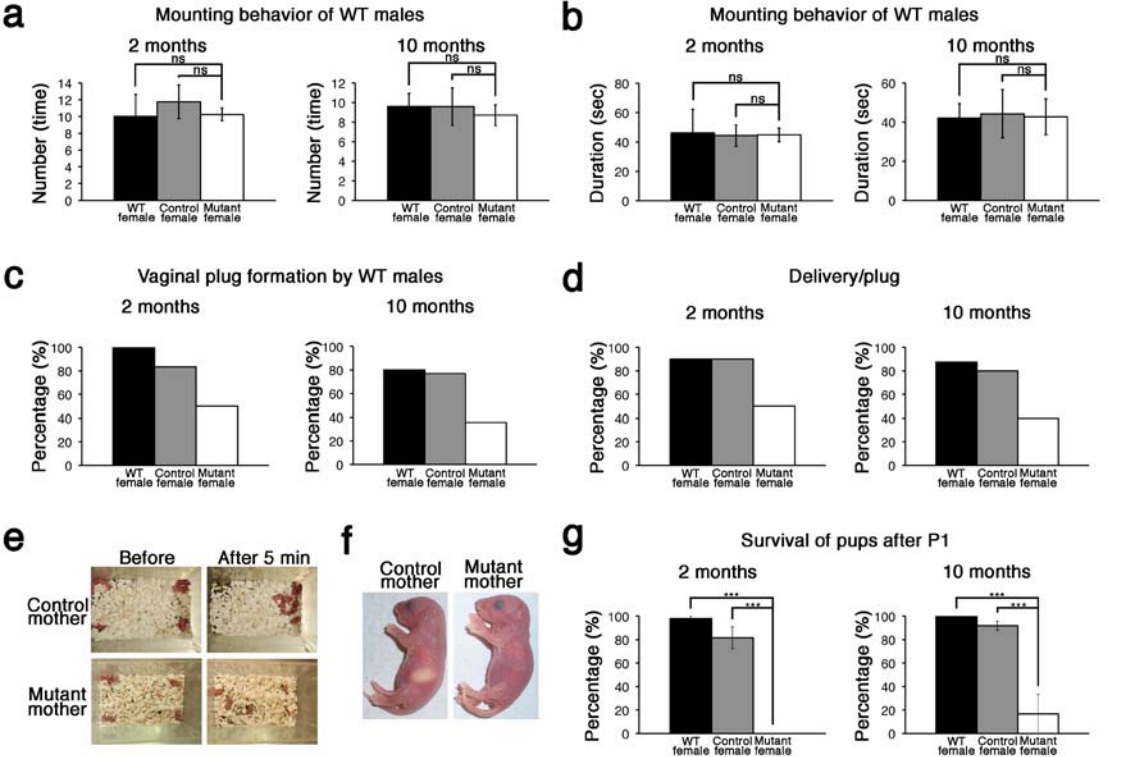 a
Mounting behavior of WT males
2 months
ns
ns
Number (time)
14
12
10
8
6
4
2
0
WT female
Control female
Mutant female
10 months
ns
ns
Number (time)
12
10
8
6
4
2
0
WT female
Control female
Mutant female
b
Mounting behavior of WT males
2 months
ns
ns
Duration (sec)
80
60
40
20
0
WT female
Control female
Mutant female
10 months
ns
ns
Duration (sec)
60
40
20
0
WT female
Control female
Mutant female
c
Vaginal plug formation by WT males
2 months
Percentage (%)
100
80
60
40
20
0
WT female
Control female
Mutant female
10 months
Percentage (%)
100
80
60
40
20
0
WT female
Control female
Mutant female
d
Delivery/plug
2 months
Percentage (%)
100
80
60
40
20
0
WT female
Control female
Mutant female
10 months
Percentage (%)
100
80
60
40
20
0
WT female
Control female
Mutant female
e
Before
After 5 min
Control mother
Mutant mother
f
Control mother
Mutant mother
g
Survival of pups after P1
2 months
***
***
Percentage (%)
100
80
60
40
20
0
WT female
Control female
Mutant female
10 months
***
***
Percentage (%)
100
80
60
40
20
0
WT female
Control female
Mutant female